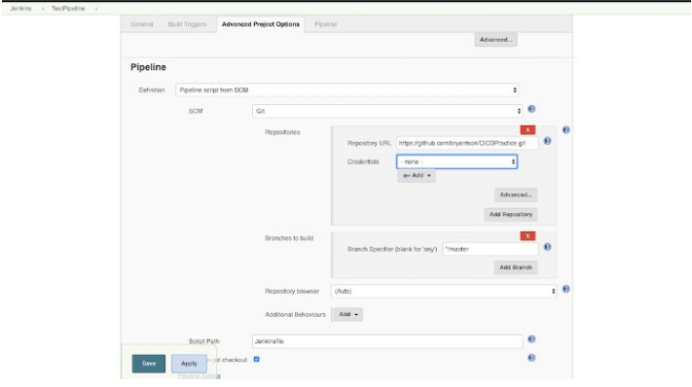 Jenkins › TestPipeline ›
General Build Triggers Advanced Project Options Pipeline
Advanced...
Pipeline
Definition Pipeline script from SCM
SCM Git
Repositories X
Repository URL https://github.com/bryantson/CICDPractice.git
Credentials - none -
Add
Advanced...
Add Repository
Branches to build X
Branch Specifier (blank for 'any') */master
Add Branch
Repository browser (Auto)
Additional Behaviours Add
Script Path Jenkinsfile
Save Apply checkout